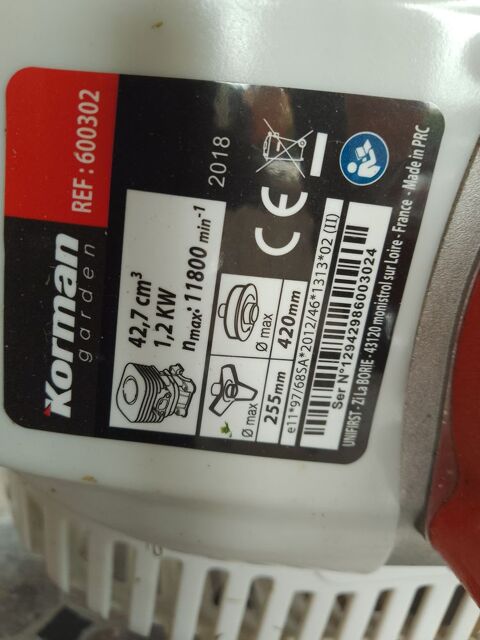 Korman
garden
REF : 600302
42,7 cm³
1,2 KW
nmax: 11800 min⁻¹
2018
CE
Ø max
255mm
Ø max
420mm
e11*97/68SA*2012/46*1313*02 (II)
Ser N°12942986003024
UNIFIRST - ZI La BORIE - 43120 monistrol sur Loire - France - Made in PRC